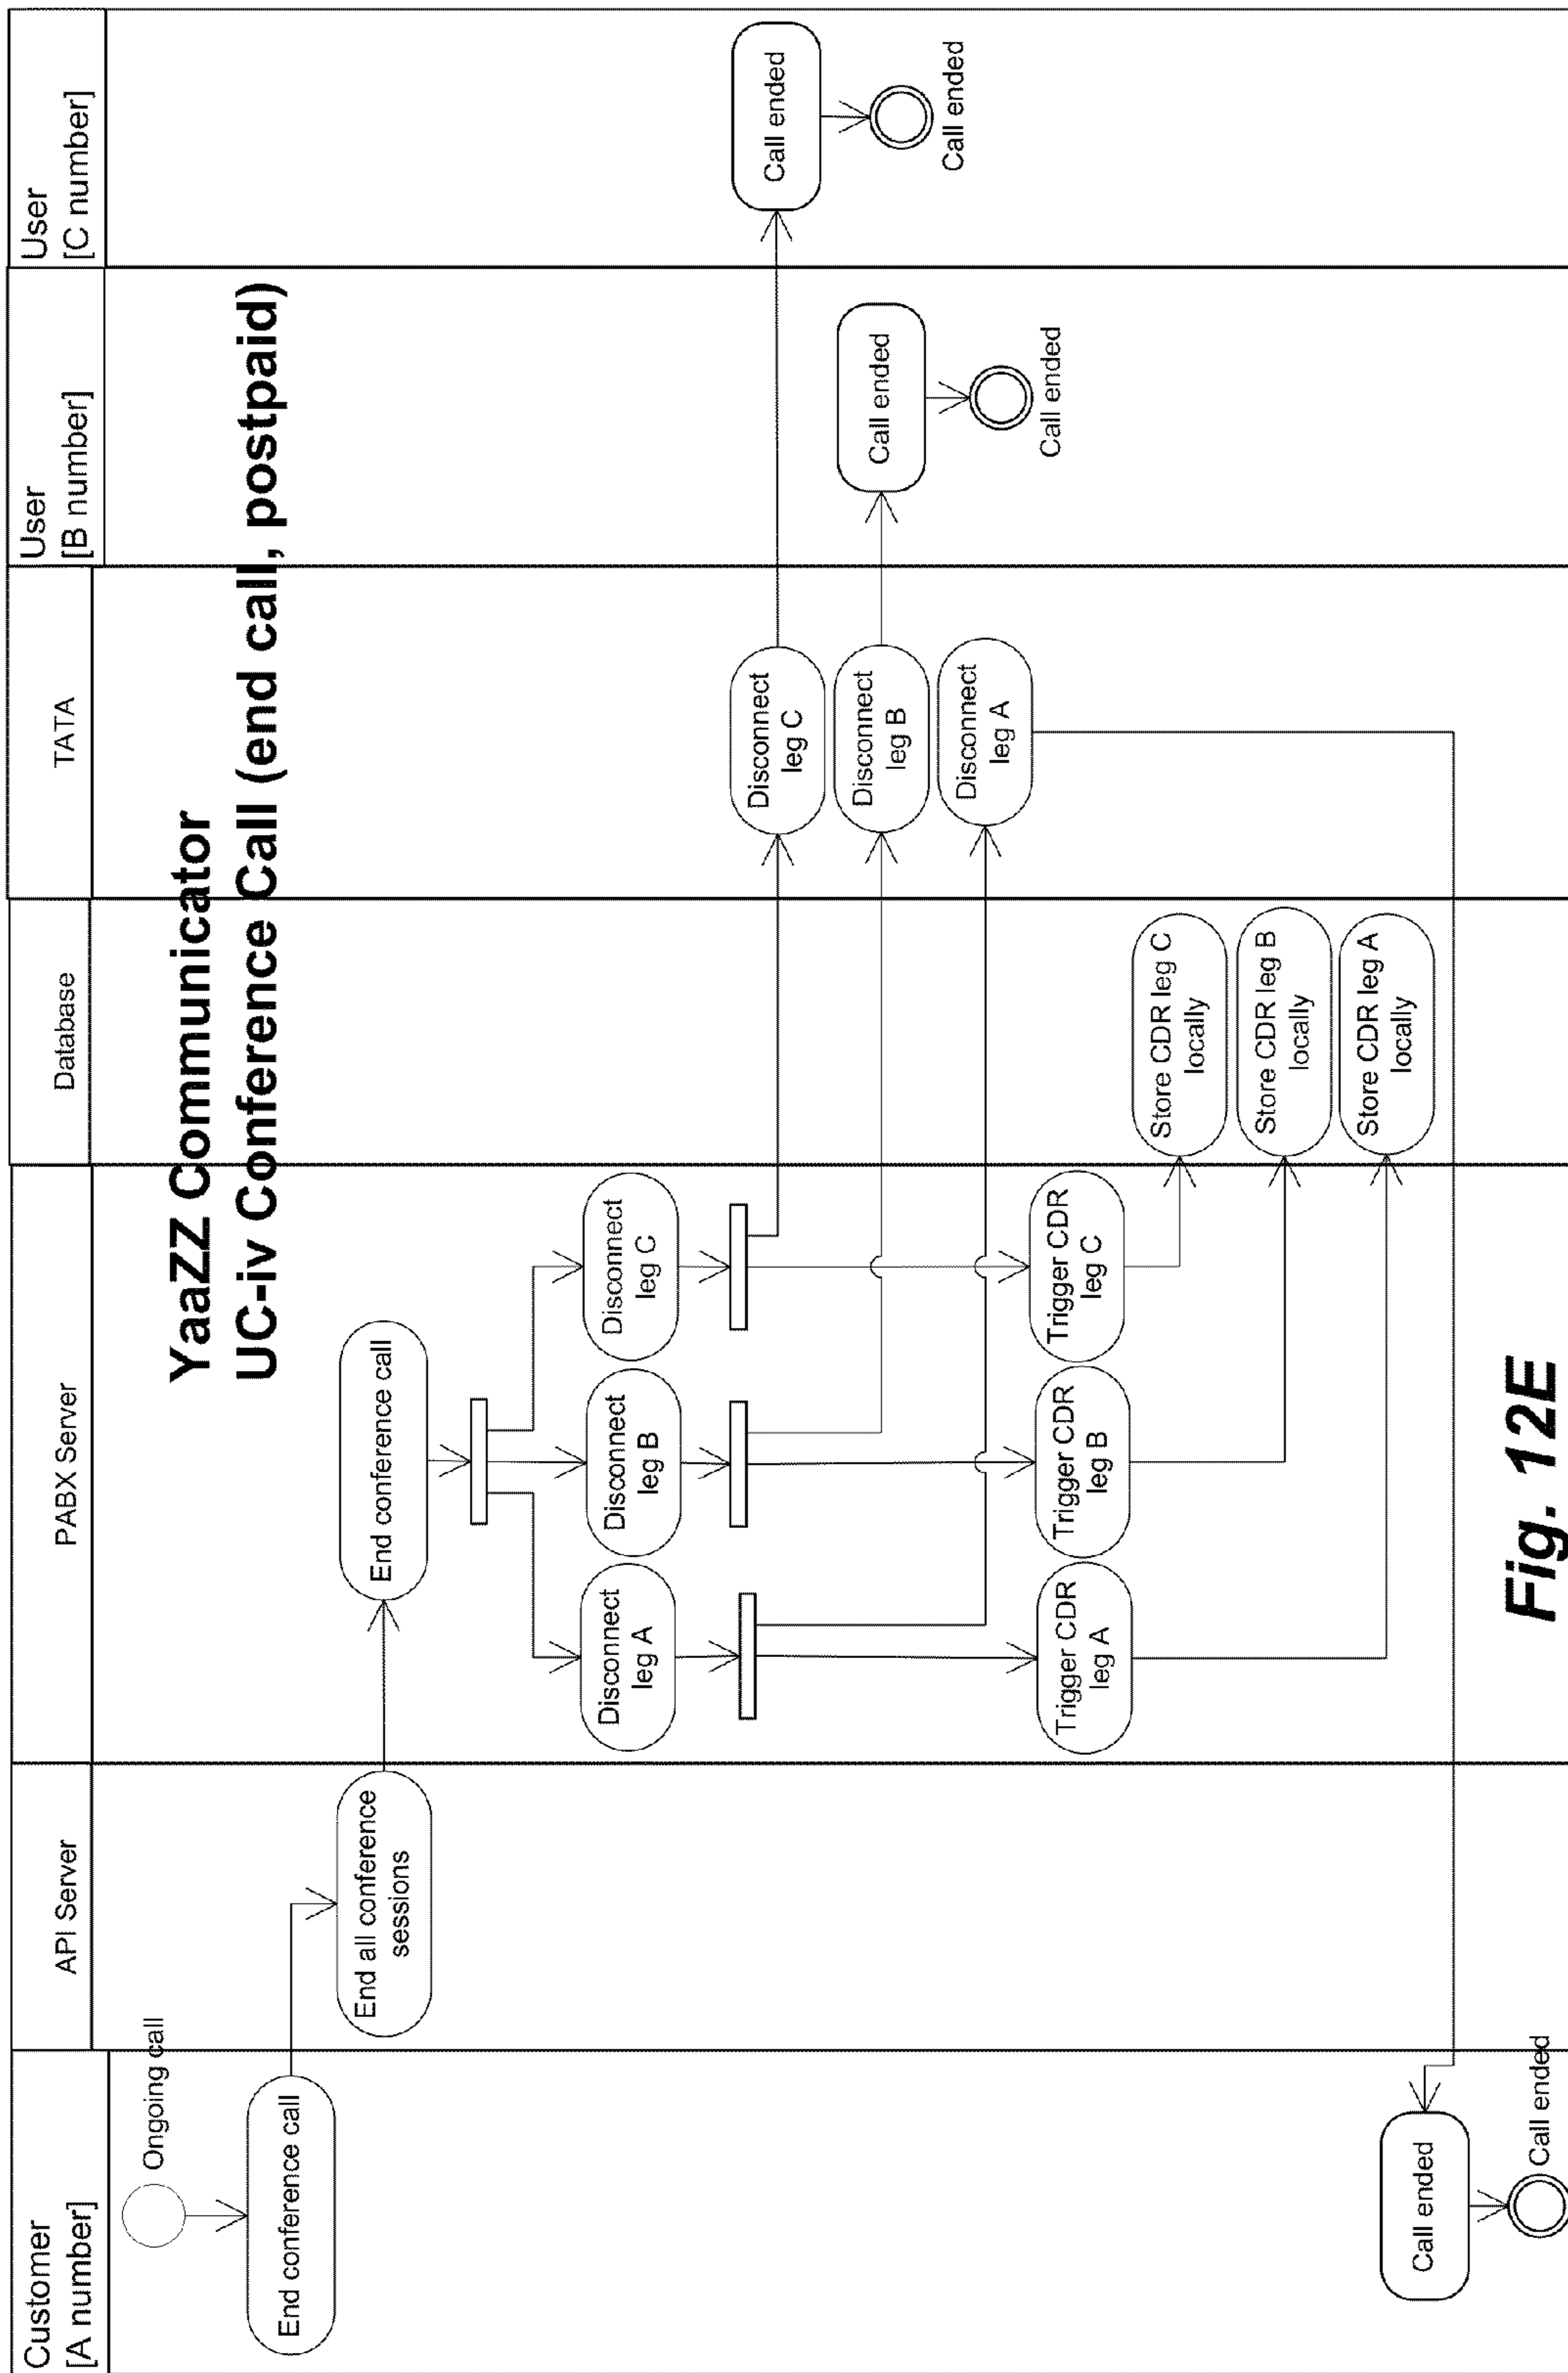 Customer
[A number]
API Server
PABX Server
Database
TATA
User
[B number]
User
[C number]
YaaZZ Communicator
UC-iv Conference Call (end call, postpaid)
Ongoing call
End conference call
End all conference
sessions
End conference call
Disconnect
leg A
Disconnect
leg B
Disconnect
leg C
Disconnect
leg C
Disconnect
leg B
Disconnect
leg A
Call ended
Call ended
Call ended
Call ended
Trigger CDR
leg A
Trigger CDR
leg B
Trigger CDR
leg C
Store CDR leg C
locally
Store CDR leg B
locally
Store CDR leg A
locally
Call ended
Call ended
Fig. 12E